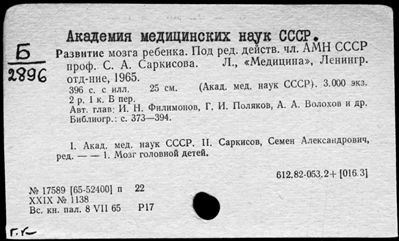 Академия медицинских наук СССР.
Б
2896
Развитие мозга ребенка. Под ред. действ. чл. АМН СССР
проф. С. А. Саркисова. Л., «Медицина», Ленингр.
отд-ние, 1965.
396 с. с илл. 25 см. (Акад. мед. наук СССР). 3.000 экз.
2 р. 1 к. В пер.
Авт. глав: И. Н. Филимонов, Г. И. Поляков, А. А. Волохов и др.
Библиогр.: с. 373—394.
1. Акад. мед. наук СССР. II. Саркисов, Семен Александрович,
ред. — — 1. Мозг головной детей.
612.82-053.2+[016.3]
№ 17589 [65-52400] п 22
XXIX № 1138
Вс. кн. пал. 8 VII 65 Р17
Г.К